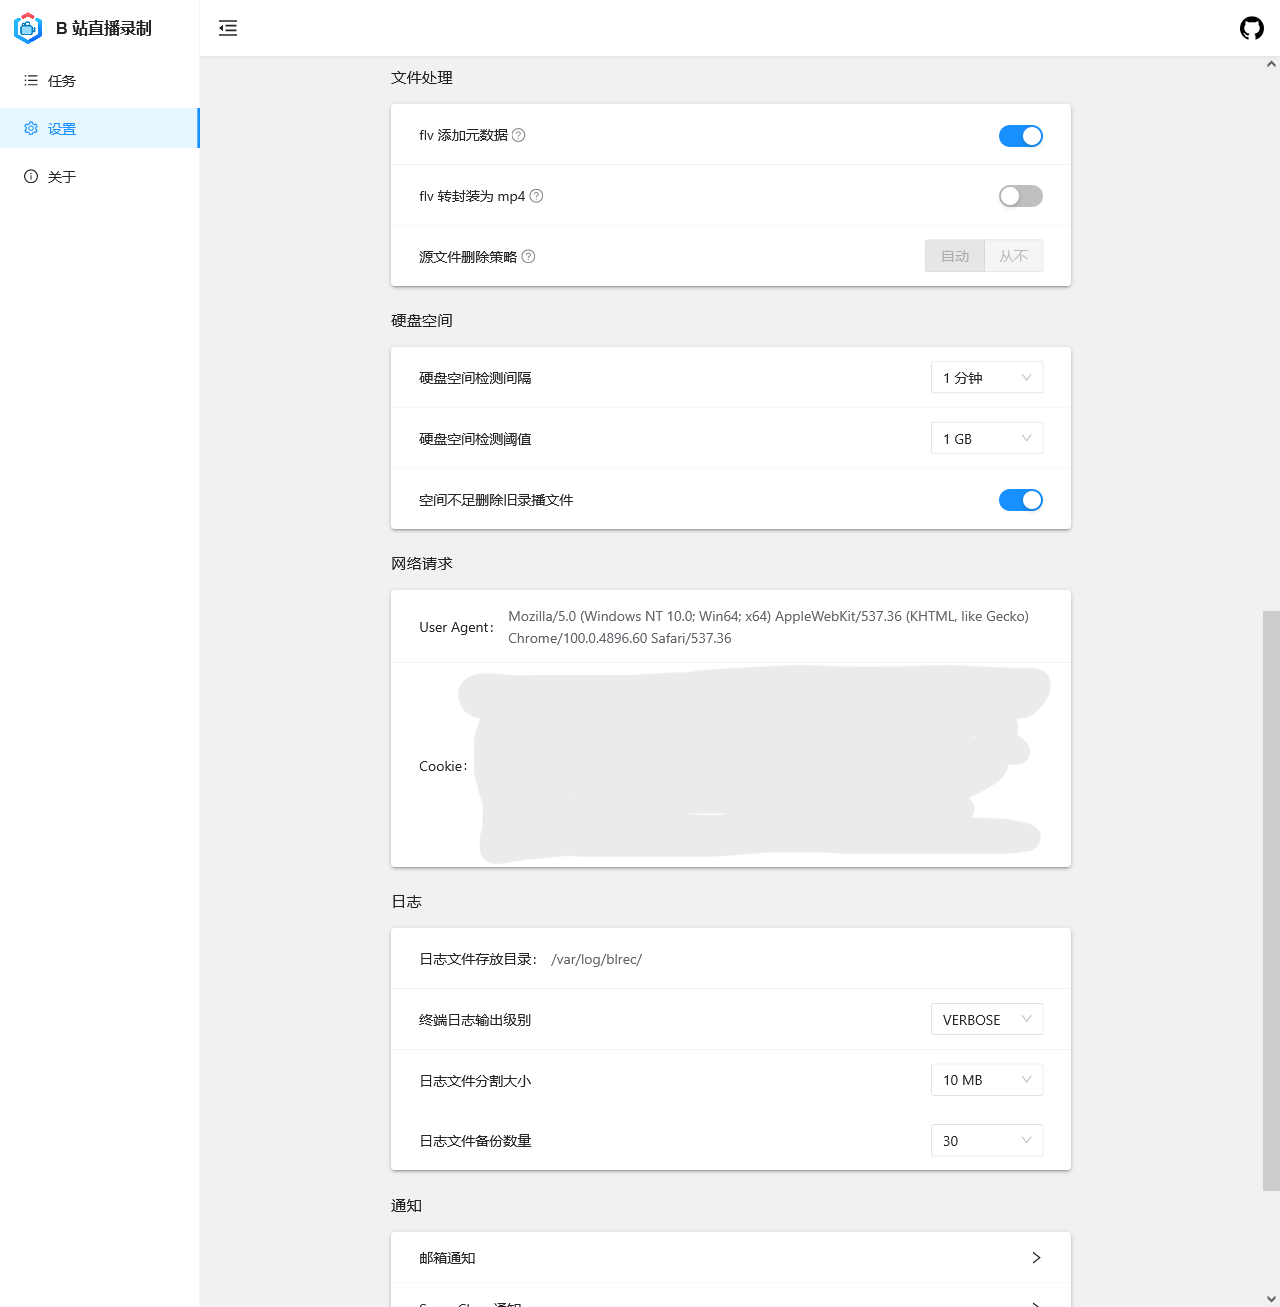 B 站直播录制
任务
设置
关于
文件处理
flv 添加元数据
flv 转封装为 mp4
源文件删除策略
自动
从不
硬盘空间
硬盘空间检测间隔
1 分钟
硬盘空间检测阈值
1 GB
空间不足删除旧录播文件
网络请求
User Agent：
Mozilla/5.0 (Windows NT 10.0; Win64; x64) AppleWebKit/537.36 (KHTML, like Gecko)
Chrome/100.0.4896.60 Safari/537.36
Cookie：
日志
日志文件存放目录： /var/log/blrec/
终端日志输出级别
VERBOSE
日志文件分割大小
10 MB
日志文件备份数量
30
通知
邮箱通知